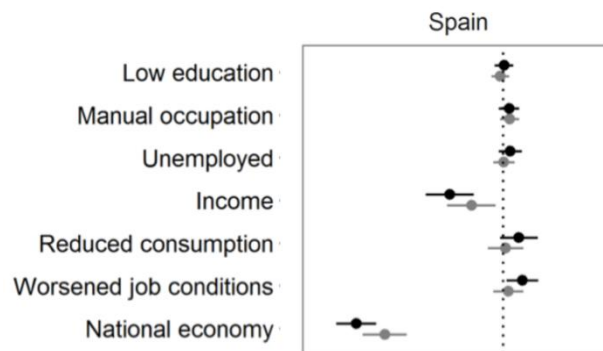 Spain
Low education
Manual occupation
Unemployed
Income
Reduced consumption
Worsened job conditions
National economy